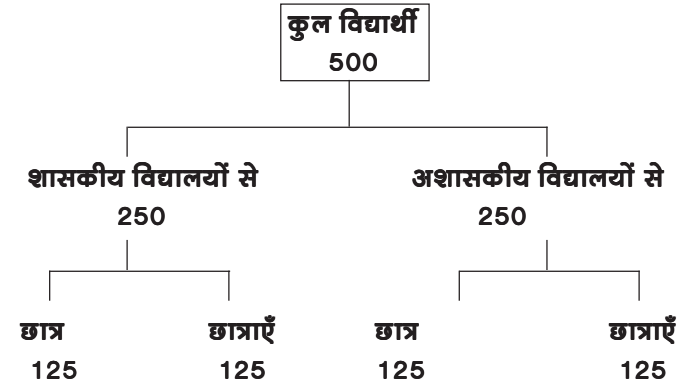 कुल विद्यार्थी
500
शासकीय विद्यालयों से
250
अशासकीय विद्यालयों से
250
छात्र
125
छात्राएँ
125
छात्र
125
छात्राएँ
125